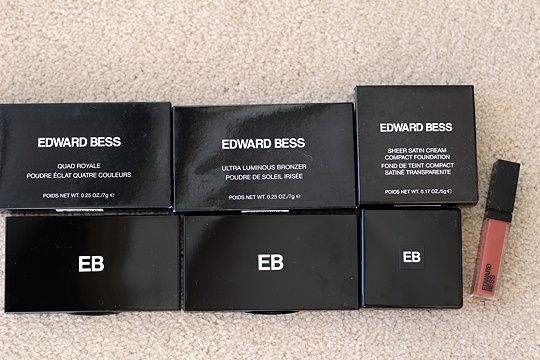 EDWARD BESS
QUAD ROYALE
POUDRE ÉCLAT QUATRE COULEURS
POIDS NET WT. 0.25 OZ./7g ℮
EDWARD BESS
ULTRA LUMINOUS BRONZER
POUDRE DE SOLEIL IRISÉE
POIDS NET WT. 0.25 OZ./7g ℮
EDWARD BESS
SHEER SATIN CREAM
COMPACT FOUNDATION
FOND DE TEINT COMPACT
SATINÉ TRANSPARENTE
POIDS NET WT. 0.17 OZ./5g ℮
EB
EB
EB
EDWARD
BESS